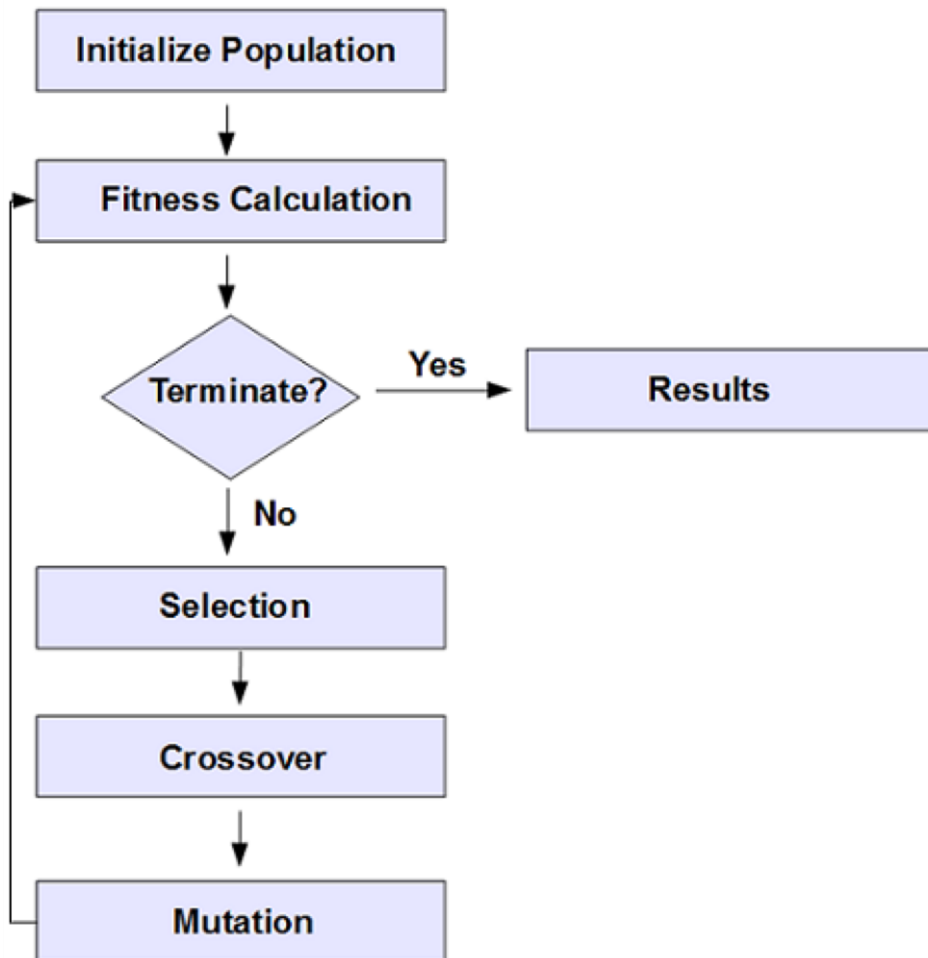 Initialize Population
Fitness Calculation
Terminate?
Yes
Results
No
Selection
Crossover
Mutation